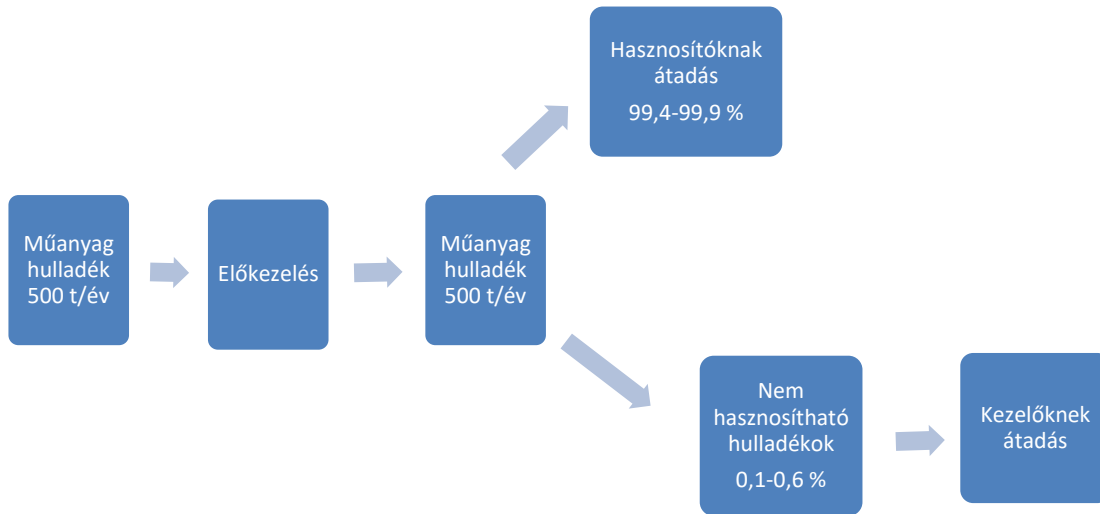 Műanyag
hulladék
500 t/év
Előkezelés
Műanyag
hulladék
500 t/év
Hasznosítóknak
átadás
99,4-99,9 %
Nem
hasznosítható
hulladékok
0,1-0,6 %
Kezelőknek
átadás